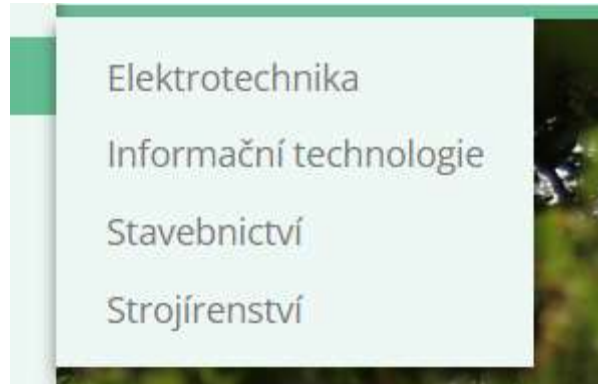 Elektrotechnika
Informační technologie
Stavebnictví
Strojírenství